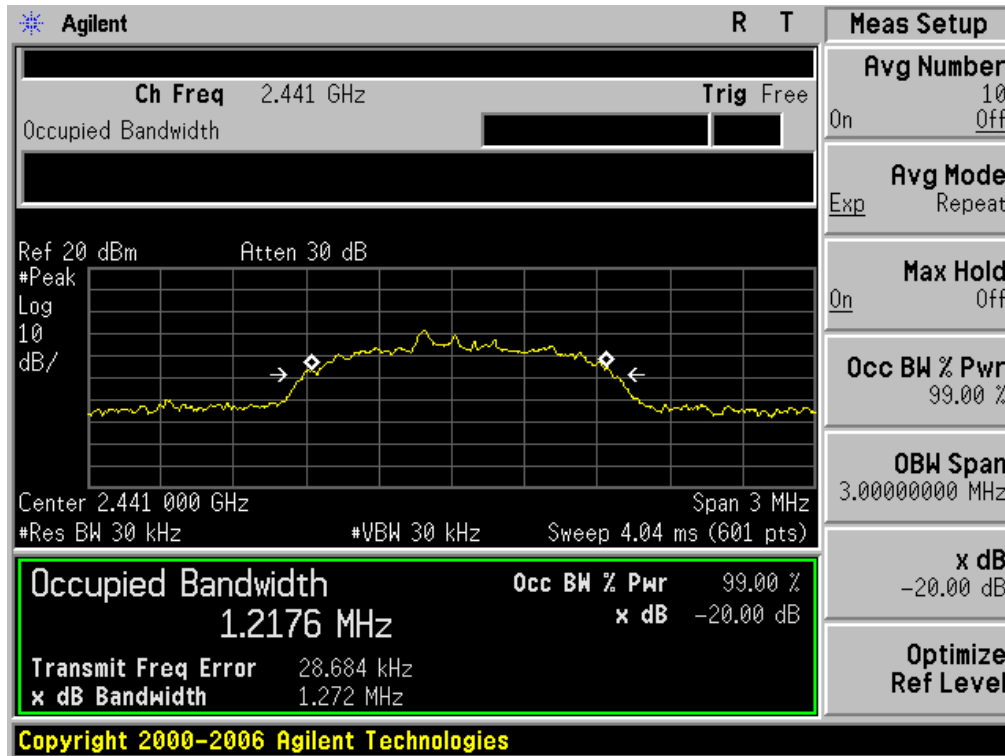 Agilent R T
Ch Freq 2.441 GHz Trig Free
Occupied Bandwidth
Ref 20 dBm Atten 30 dB
#Peak
Log
10
dB/
Center 2.441 000 GHz Span 3 MHz
#Res BW 30 kHz #VBW 30 kHz Sweep 4.04 ms (601 pts)
Occupied Bandwidth
1.2176 MHz
Occ BW % Pwr 99.00 %
x dB -20.00 dB
Transmit Freq Error 28.684 kHz
x dB Bandwidth 1.272 MHz
Meas Setup
Avg Number
10
On Off
Avg Mode
Exp Repeat
Max Hold
On Off
Occ BW % Pwr
99.00 %
OBW Span
3.00000000 MHz
x dB
-20.00 dB
Optimize
Ref Level
Copyright 2000-2006 Agilent Technologies